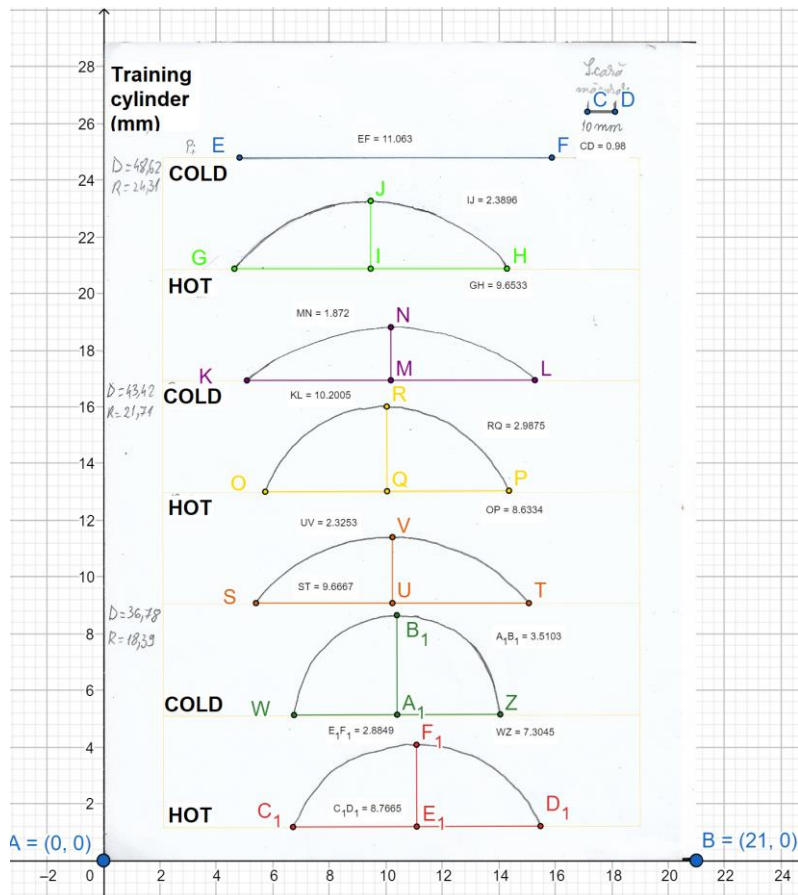 28
Training
cylinder
(mm)
Scară
C D
10 mm
CD = 0.98
26
24
22
20
18
16
14
12
10
8
6
4
2
0
E
EF = 11.063
F
D=48,62
R=24,31
COLD
J
IJ = 2.3896
G
I
H
HOT
GH = 9.6533
MN = 1.872
N
K
M
L
D=43,42
R=21,71
COLD
KL = 10.2005
R
RQ = 2.9875
O
Q
P
HOT
OP = 8.6334
UV = 2.3253
V
S
ST = 9.6667
U
T
D=36,78
R=18,39
B₁
A₁B₁ = 3.5103
COLD
W
A₁
Z
E₁F₁ = 2.8849
F₁
WZ = 7.3045
HOT
C₁
C₁D₁ = 8.7665
E₁
D₁
A = (0, 0)
B = (21, 0)
−2
2
4
6
8
10
12
14
16
18
20
22
24